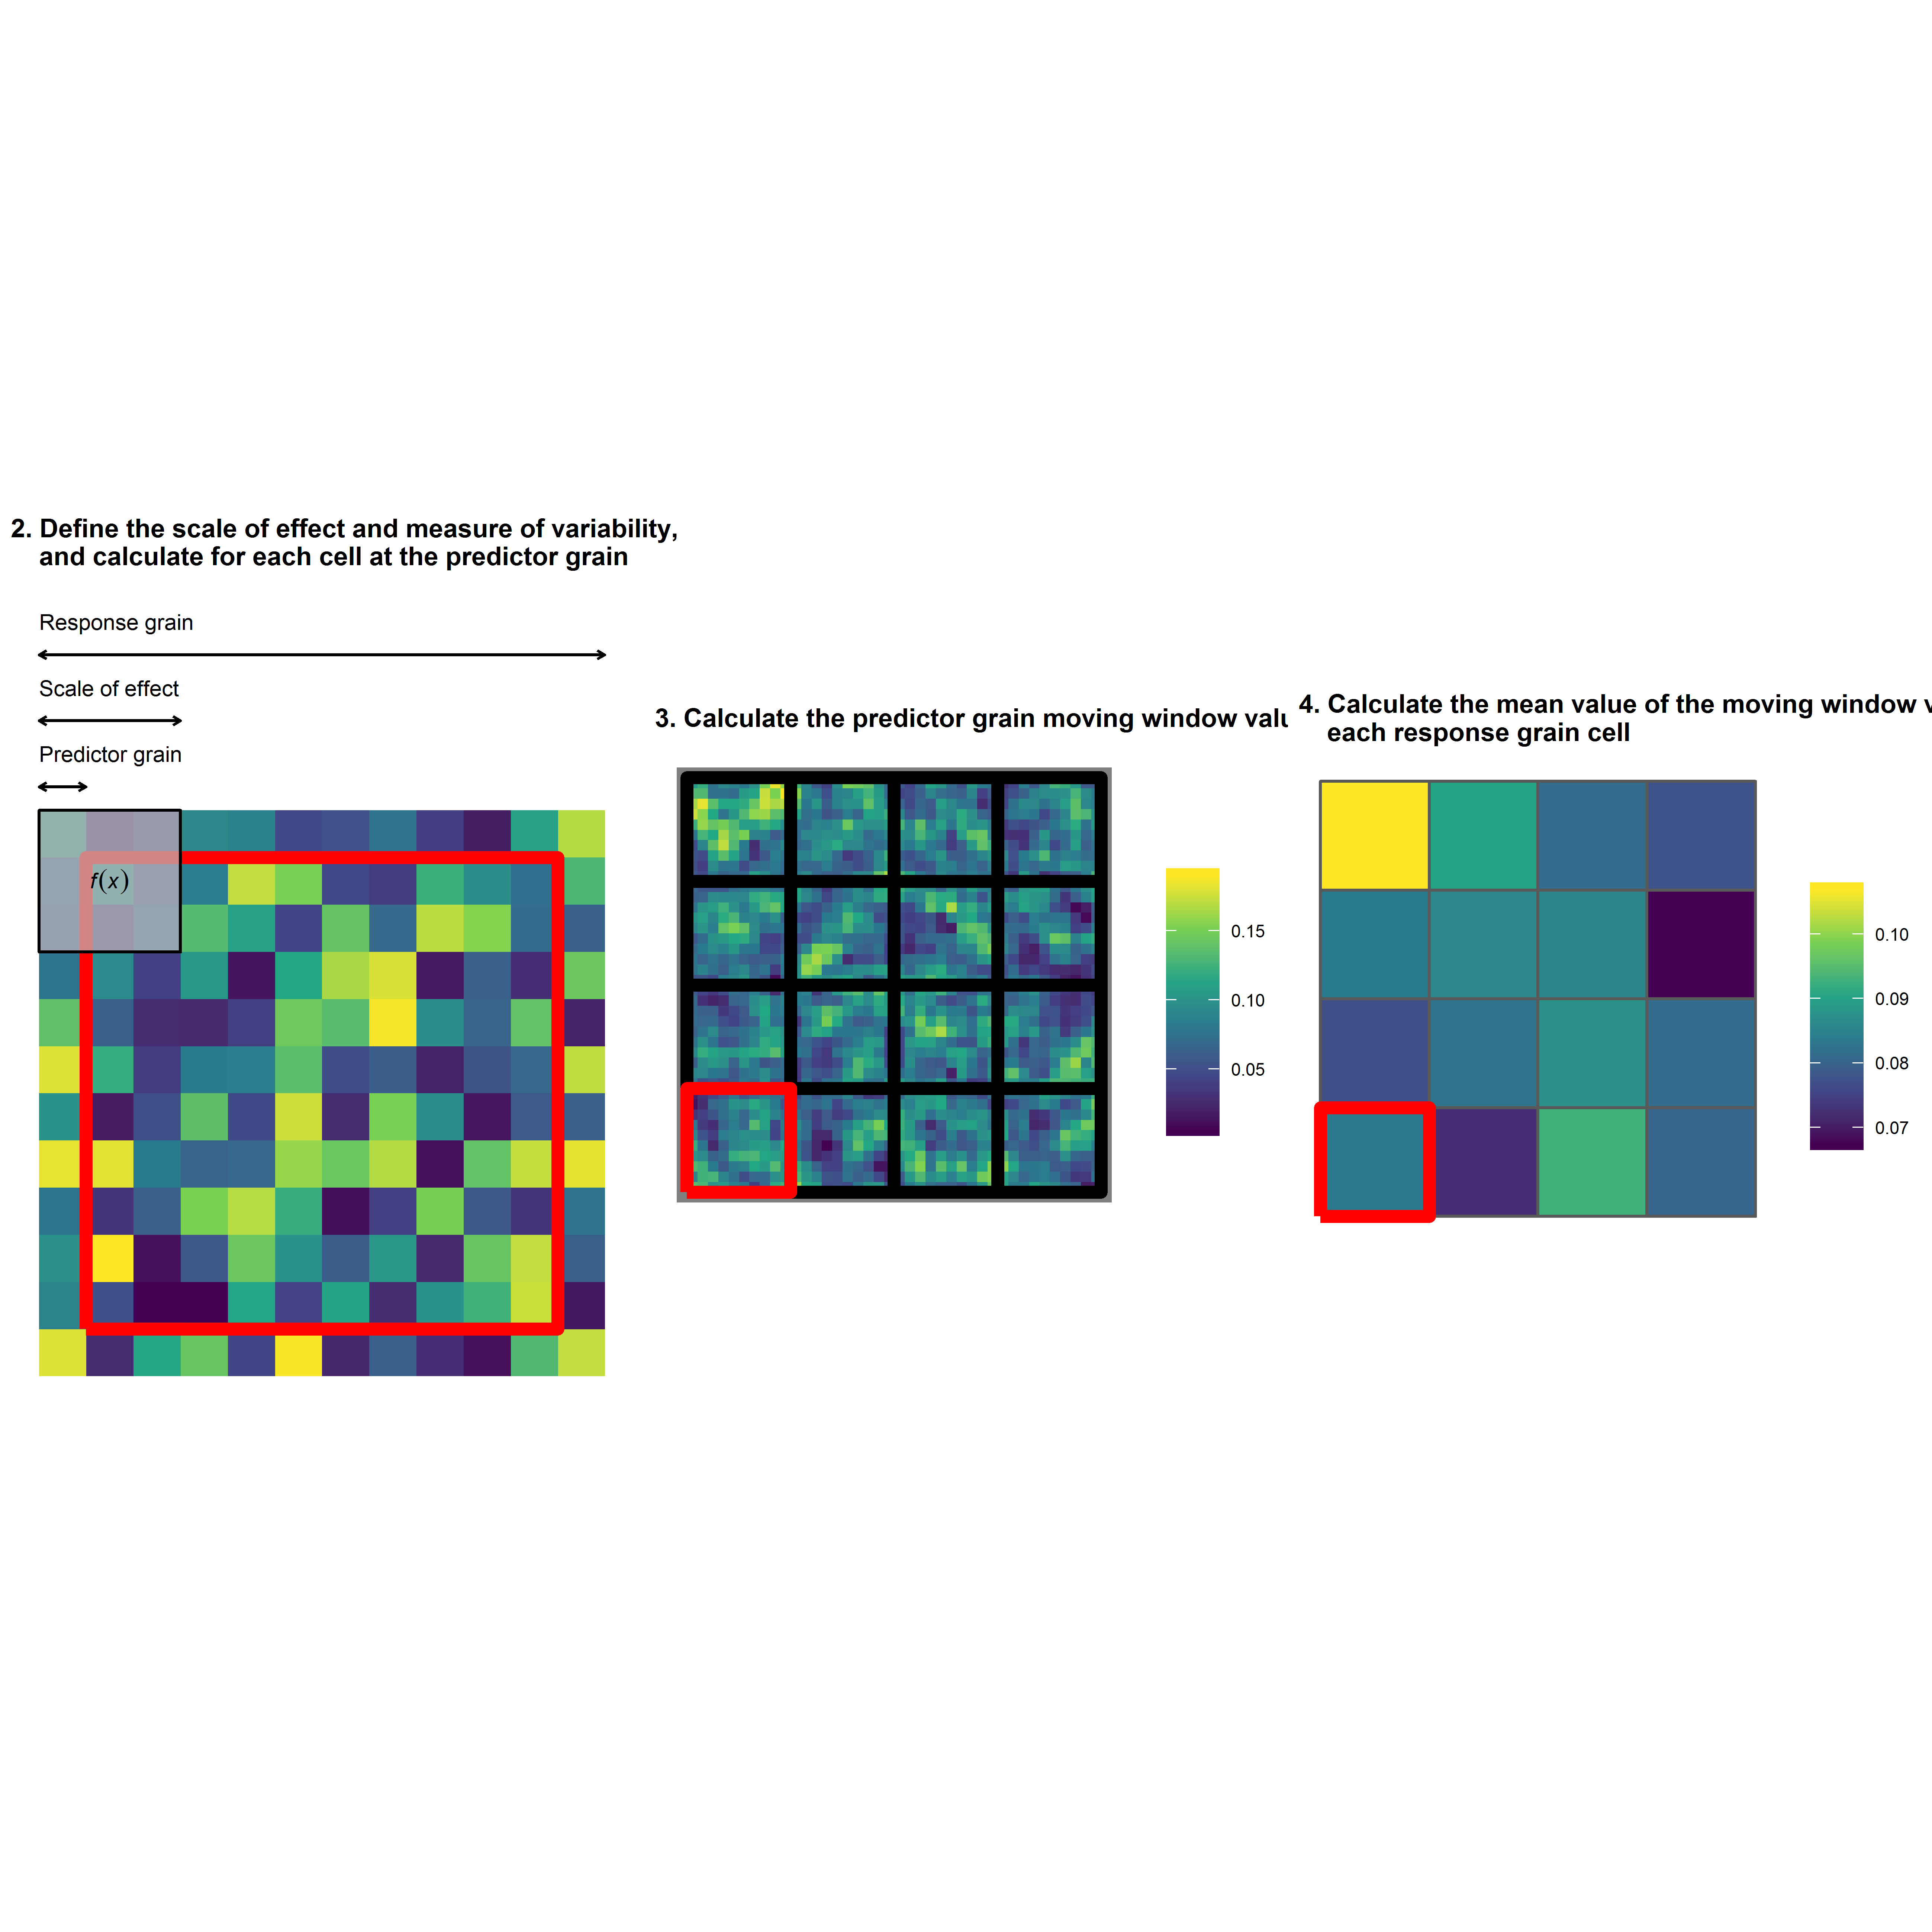 2. Define the scale of effect and measure of variability,
and calculate for each cell at the predictor grain
Response grain
Scale of effect
Predictor grain
f(x)
3. Calculate the predictor grain moving window
0.15
0.10
0.05
4. Calculate the mean value of the moving window
each response grain cell
0.10
0.09
0.08
0.07